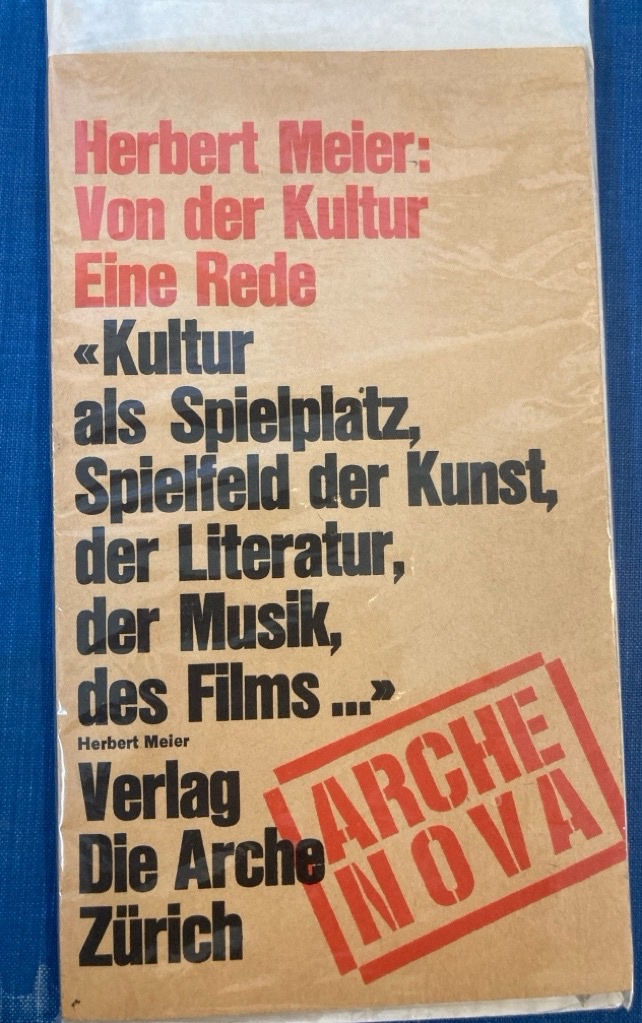 Herbert Meier:
Von der Kultur
Eine Rede
«Kultur
als Spielplatz,
Spielfeld der Kunst,
der Literatur,
der Musik,
des Films ...»
Herbert Meier
Verlag
Die Arche
Zürich
ARCHE
NOVA